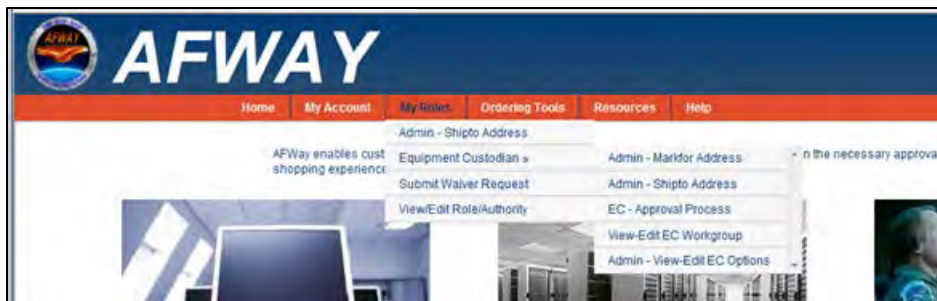 AFWAY
AFWAY
Home My Account My Roles Ordering Tools Resources Help
Admin - Shipto Address
AFWay enables cust
n the necessary approva
shopping experience
Equipment Custodian »
Submit Waiver Request
View/Edit Role/Authority
Admin - Markfor Address
Admin - Shipto Address
EC - Approval Process
View-Edit EC Workgroup
Admin - View-Edit EC Options